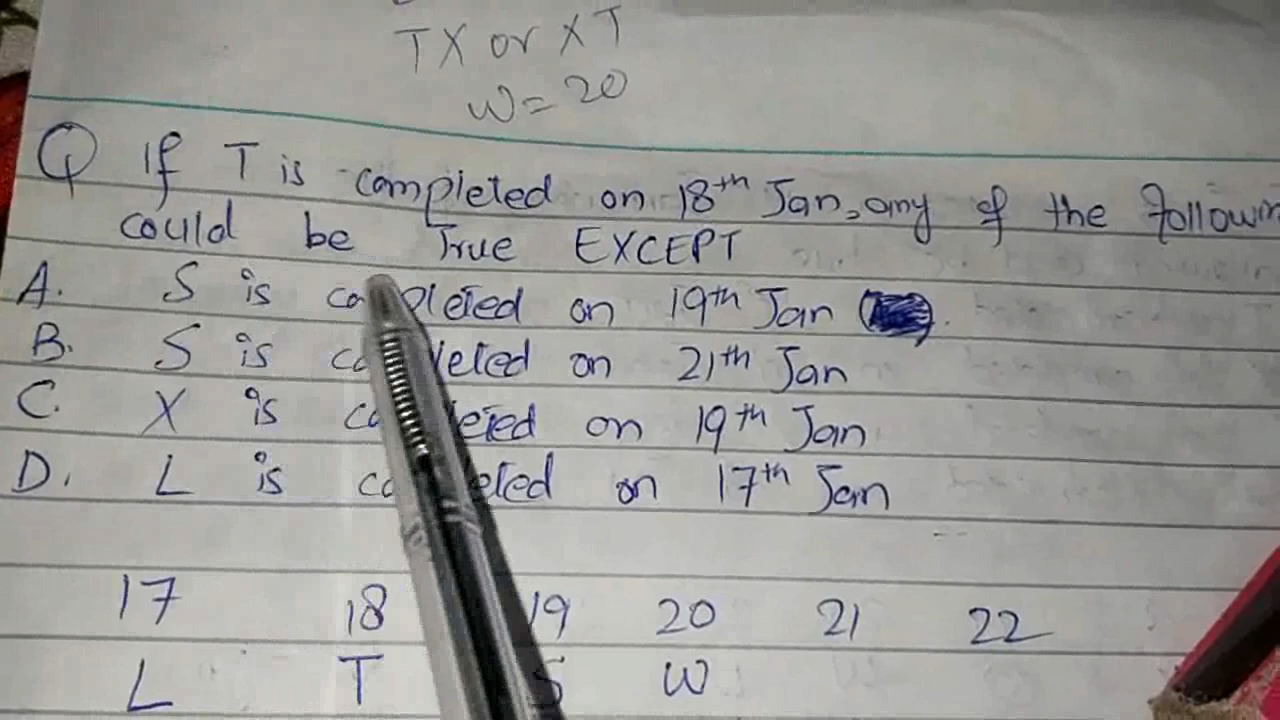 TX or XT
W=20
Q If T is completed on 18th Jan, any of the
could be True EXCEPT
A. S is on 19th Jan
B. S is on 21th Jan
C. X is on 19th Jan
D. L is on 17th Jan
17 18 19 20 21 22
L T S W